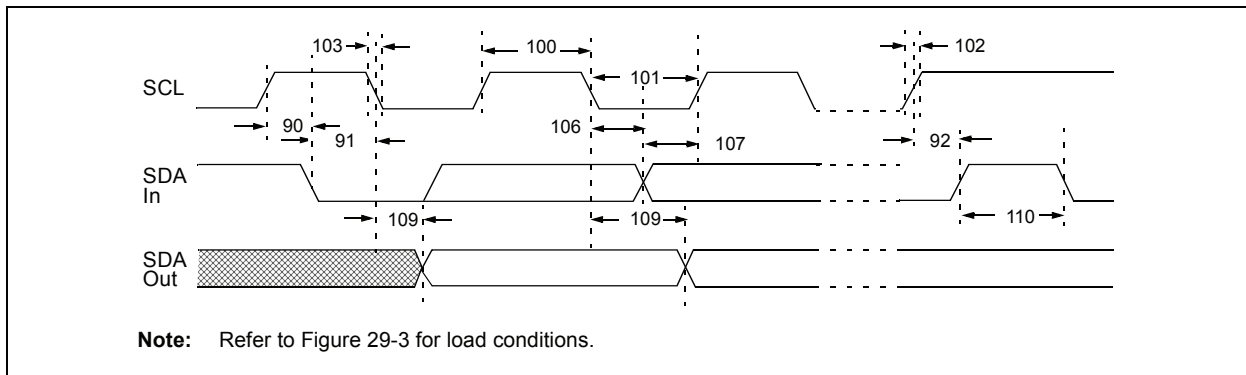 103
100
102
SCL
101
90
91
106
107
92
SDA
In
109
109
110
SDA
Out
Note: Refer to Figure 29-3 for load conditions.